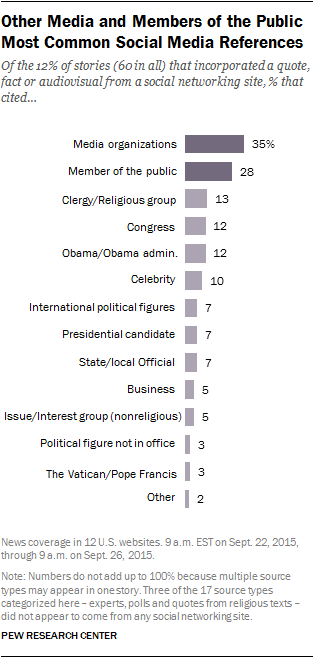 Other Media and Members of the Public
Most Common Social Media References
Of the 12% of stories (60 in all) that incorporated a quote,
fact or audiovisual from a social networking site, % that
cited...
Media organizations 35%
Member of the public 28
Clergy/Religious group 13
Congress 12
Obama/Obama admin. 12
Celebrity 10
International political figures 7
Presidential candidate 7
State/local Official 7
Business 5
Issue/Interest group (nonreligious) 5
Political figure not in office 3
The Vatican/Pope Francis 3
Other 2
News coverage in 12 U.S. websites. 9 a.m. EST on Sept. 22, 2015,
through 9 a.m. on Sept. 26, 2015.
Note: Numbers do not add up to 100% because multiple source
types may appear in one story. Three of the 17 source types
categorized here – experts, polls and quotes from religious texts –
did not appear to come from any social networking site.
PEW RESEARCH CENTER